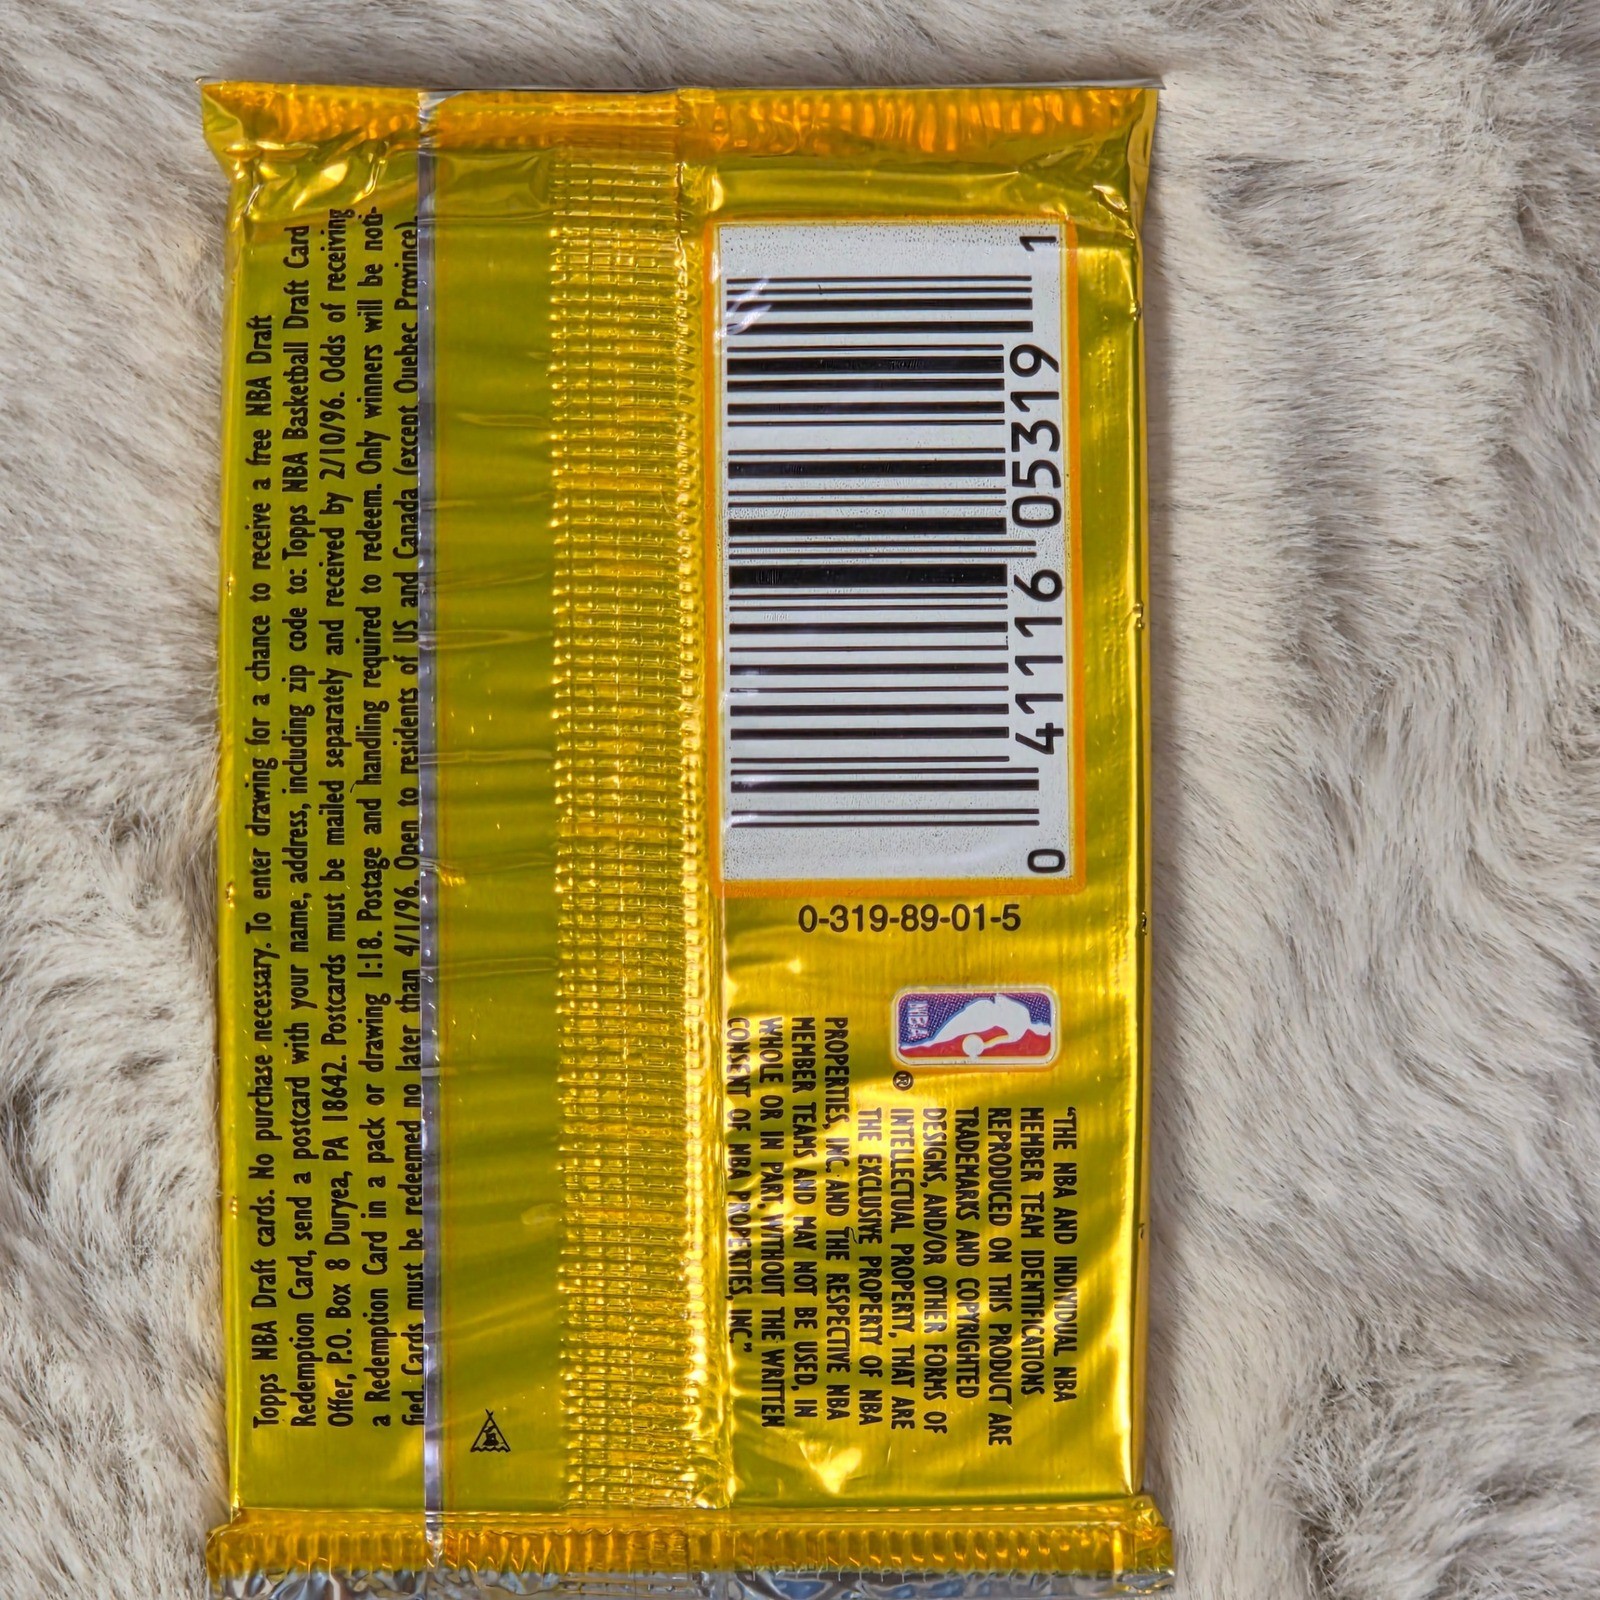 Topps NBA Draft cards. No purchase necessary. To enter drawing for a chance to receive a free NBA Draft
Redemption Card, send a postcard with your name, address, including zip code to: Topps NBA Basketball Draft Card
Offer, P.O. Box 8 Duryea, PA 18642. Postcards must be mailed separately and received by 2/10/96. Odds of receiving
a Redemption Card in a pack or drawing 1:18. Postage and handling required to redeem. Only winners will be noti-
fied. Cards must be redeemed no later than 4/1/96. Open to residents of US and Canada (except Quebec Province).
0 41116 05319 1
0-319-89-01-5
NBA
®
"THE NBA AND INDIVIDUAL NBA
MEMBER TEAM IDENTIFICATIONS
REPRODUCED ON THIS PRODUCT ARE
TRADEMARKS AND COPYRIGHTED
DESIGNS, AND/OR OTHER FORMS OF
INTELLECTUAL PROPERTY, THAT ARE
THE EXCLUSIVE PROPERTY OF NBA
PROPERTIES, INC. AND THE RESPECTIVE NBA
MEMBER TEAMS AND MAY NOT BE USED, IN
WHOLE OR IN PART, WITHOUT THE WRITTEN
CONSENT OF NBA PROPERTIES, INC."